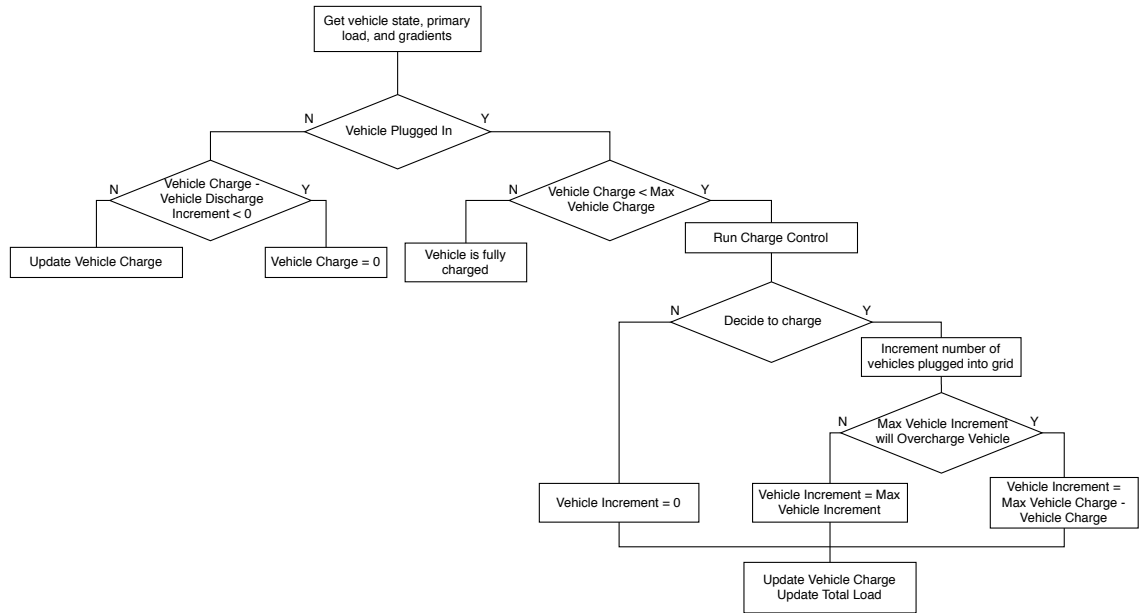 Get vehicle state, primary
load, and gradients
N
Y
Vehicle Plugged In
N
Y
Vehicle Charge -
Vehicle Discharge
Increment < 0
N
Y
Vehicle Charge < Max
Vehicle Charge
Update Vehicle Charge
Vehicle Charge = 0
Vehicle is fully
charged
Run Charge Control
N
Y
Decide to charge
Increment number of
vehicles plugged into grid
N
Y
Max Vehicle Increment
will Overcharge Vehicle
Vehicle Increment = 0
Vehicle Increment = Max
Vehicle Increment
Vehicle Increment =
Max Vehicle Charge -
Vehicle Charge
Update Vehicle Charge
Update Total Load